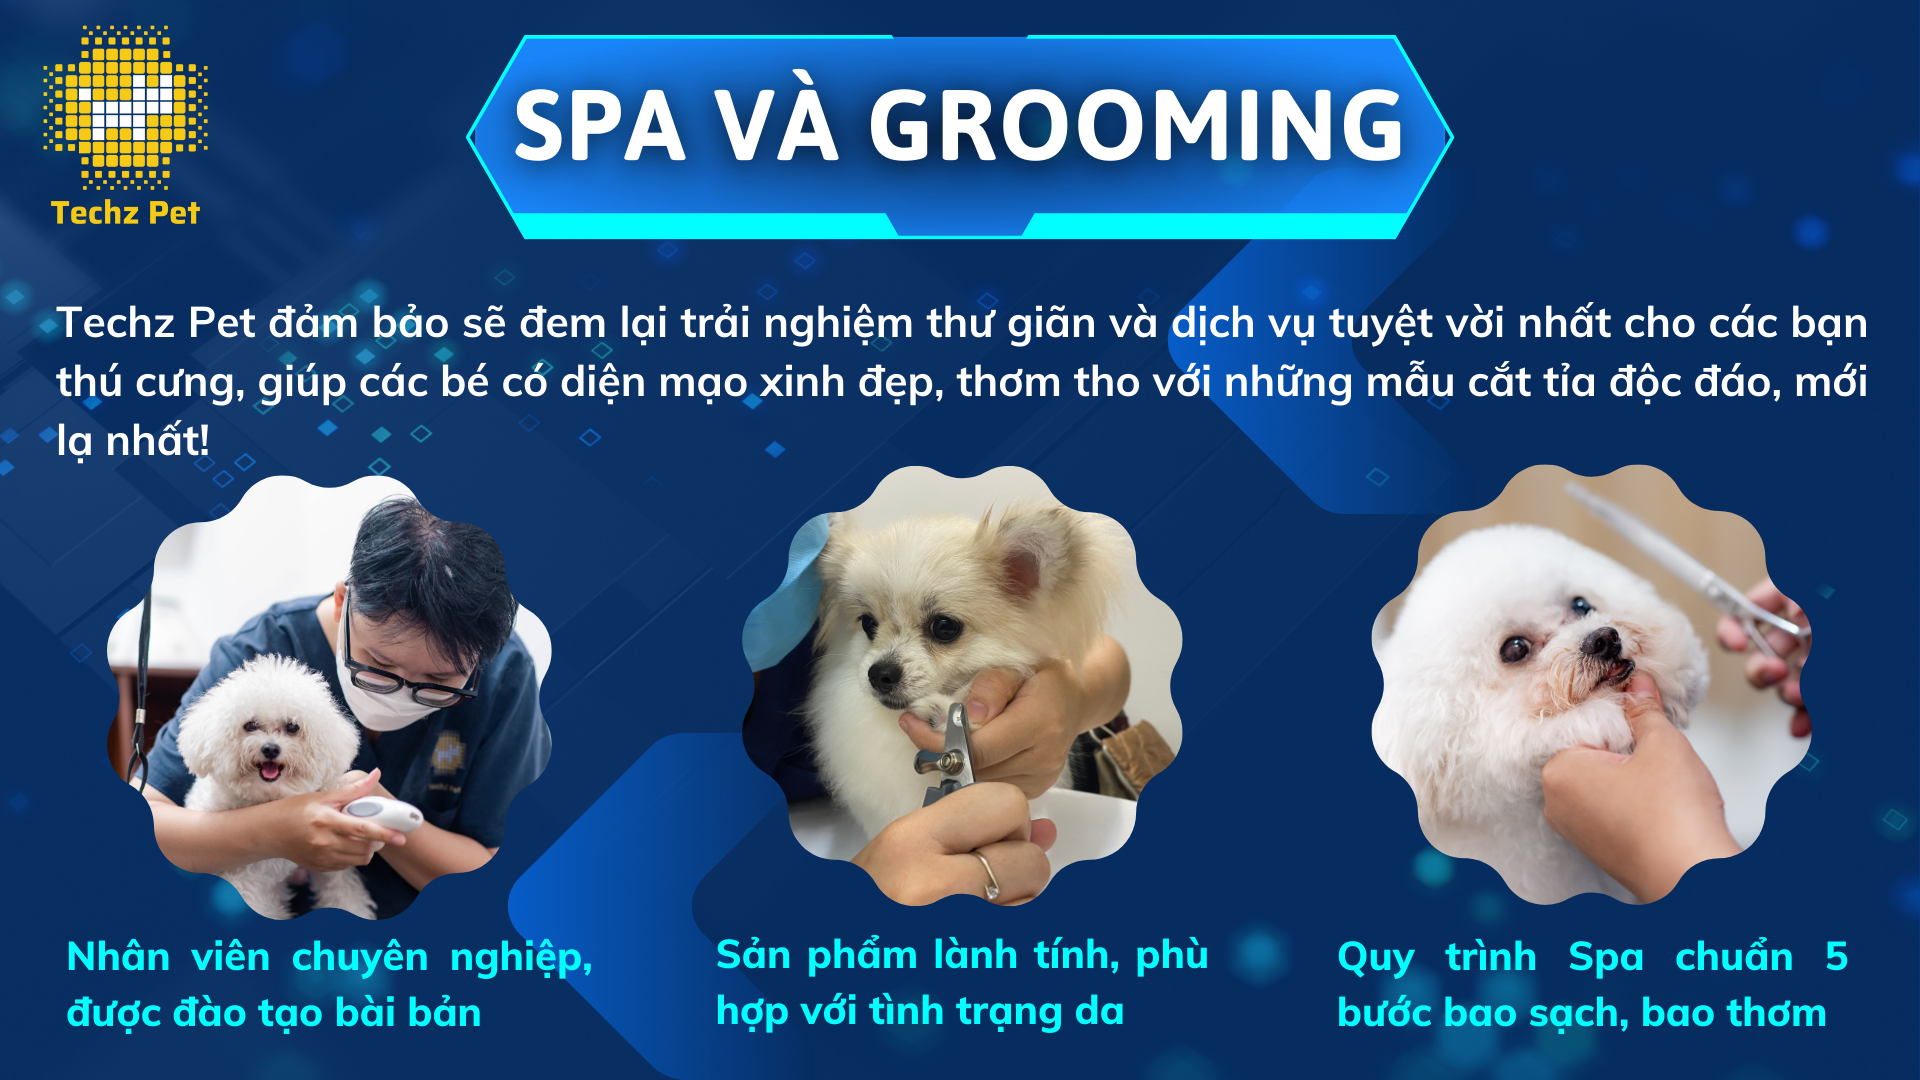 Techz Pet
SPA VÀ GROOMING
Techz Pet đảm bảo sẽ đem lại trải nghiệm thư giãn và dịch vụ tuyệt vời nhất cho các bạn
thú cưng, giúp các bé có diện mạo xinh đẹp, thơm tho với những mẫu cắt tỉa độc đáo, mới
lạ nhất!
Nhân viên chuyên nghiệp,
được đào tạo bài bản
Sản phẩm lành tính, phù
hợp với tình trạng da
Quy trình Spa chuẩn 5
bước bao sạch, bao thơm